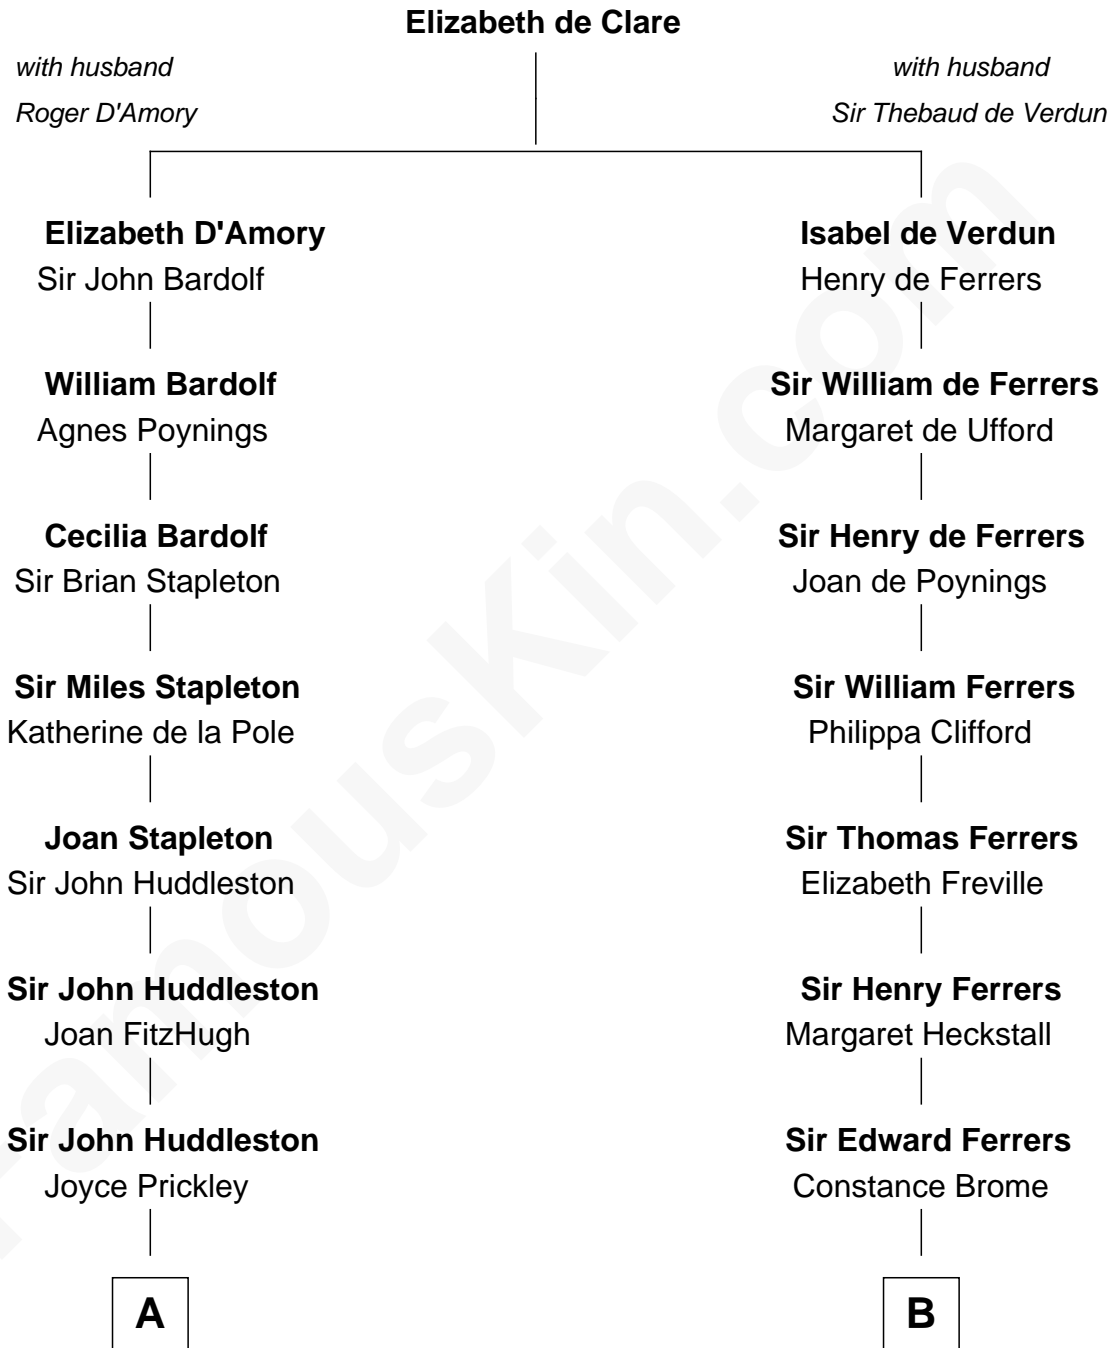 Elizabeth de Clare
with husband
Roger D'Amory
with husband
Sir Thebaud de Verdun
Elizabeth D'Amory
Sir John Bardolf
Isabel de Verdun
Henry de Ferrers
William Bardolf
Agnes Poynings
Sir William de Ferrers
Margaret de Ufford
Cecilia Bardolf
Sir Brian Stapleton
Sir Henry de Ferrers
Joan de Poynings
Sir Miles Stapleton
Katherine de la Pole
Sir William Ferrers
Philippa Clifford
Joan Stapleton
Sir John Huddleston
Sir Thomas Ferrers
Elizabeth Freville
Sir John Huddleston
Joan FitzHugh
Sir Henry Ferrers
Margaret Heckstall
Sir John Huddleston
Joyce Prickley
Sir Edward Ferrers
Constance Brome
A
B
FamousKin.com